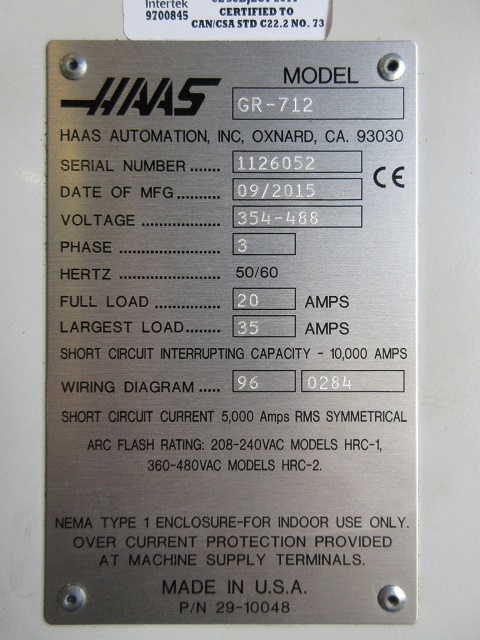 Intertek
9700845
CERTIFIED TO
CAN/CSA STD C22.2 NO. 73
HAAS
MODEL
GR-712
HAAS AUTOMATION, INC, OXNARD, CA. 93030
SERIAL NUMBER ....... 1126052
CE
DATE OF MFG.......... 09/2015
VOLTAGE ................ 354-488
PHASE .................... 3
HERTZ ..................... 50/60
FULL LOAD .............. 20 AMPS
LARGEST LOAD........ 35 AMPS
SHORT CIRCUIT INTERRUPTING CAPACITY - 10,000 AMPS
WIRING DIAGRAM ..... 96 0284
SHORT CIRCUIT CURRENT 5,000 Amps RMS SYMMETRICAL
ARC FLASH RATING: 208-240VAC MODELS HRC-1,
360-480VAC MODELS HRC-2.
NEMA TYPE 1 ENCLOSURE-FOR INDOOR USE ONLY.
OVER CURRENT PROTECTION PROVIDED
AT MACHINE SUPPLY TERMINALS.
MADE IN U.S.A.
P/N 29-10048